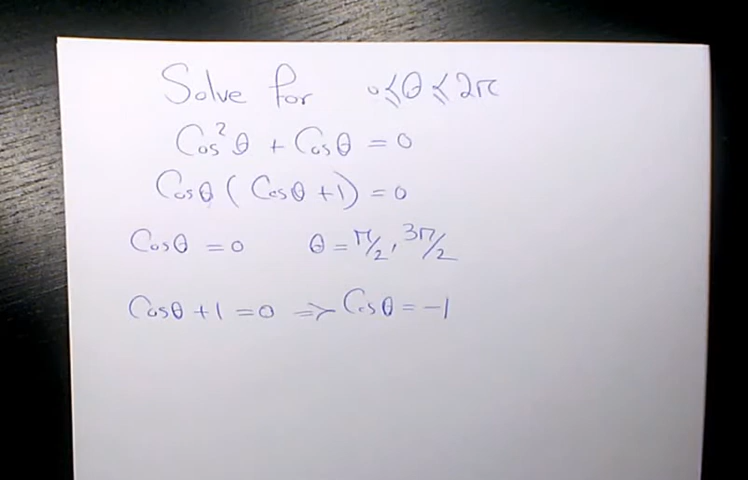 Solve for 0≤θ≤2π
Cos²θ + Cosθ = 0
Cosθ (Cosθ +1) = 0
Cosθ = 0 θ = π/2, 3π/2
Cosθ +1 = 0 => Cosθ = -1